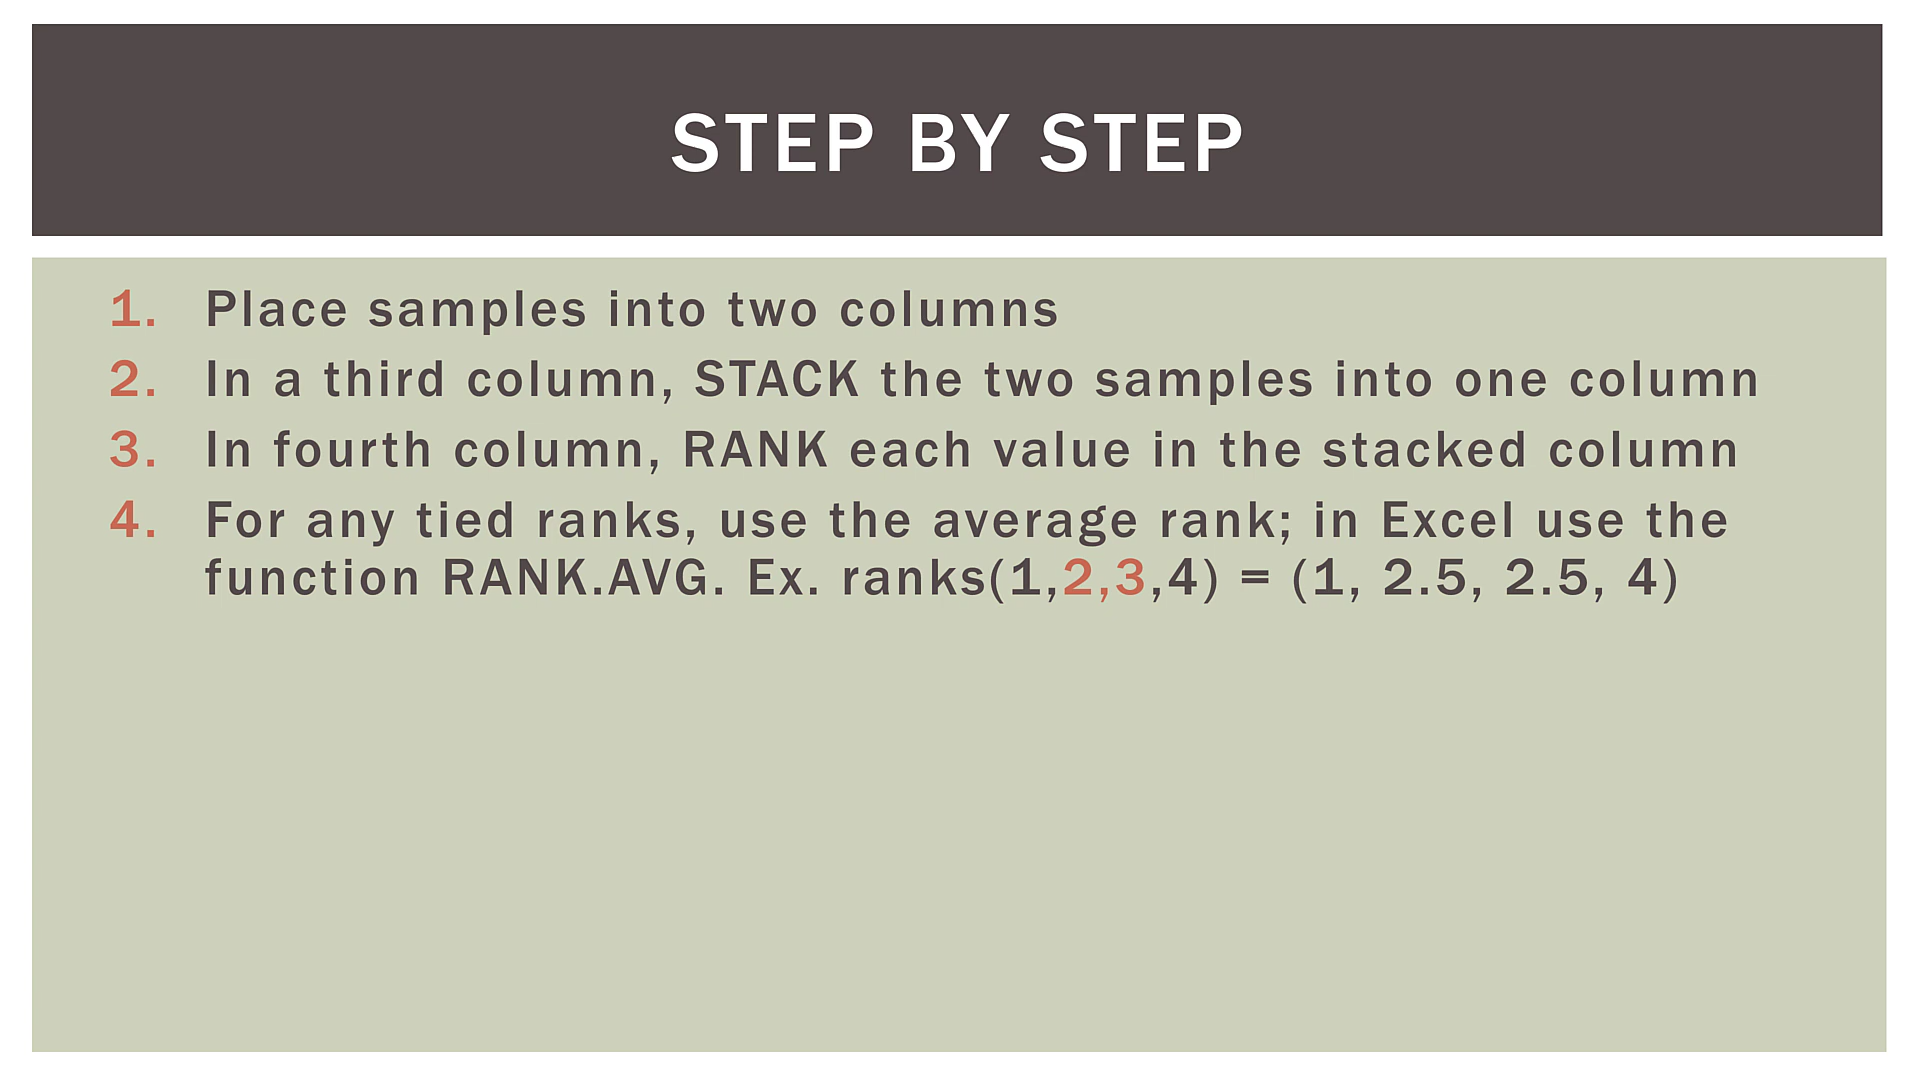 STEP BY STEP
1. Place samples into two columns
2. In a third column, STACK the two samples into one column
3. In fourth column, RANK each value in the stacked column
4. For any tied ranks, use the average rank; in Excel use the
function RANK.AVG. Ex. ranks(1,2,3,4) = (1, 2.5, 2.5, 4)